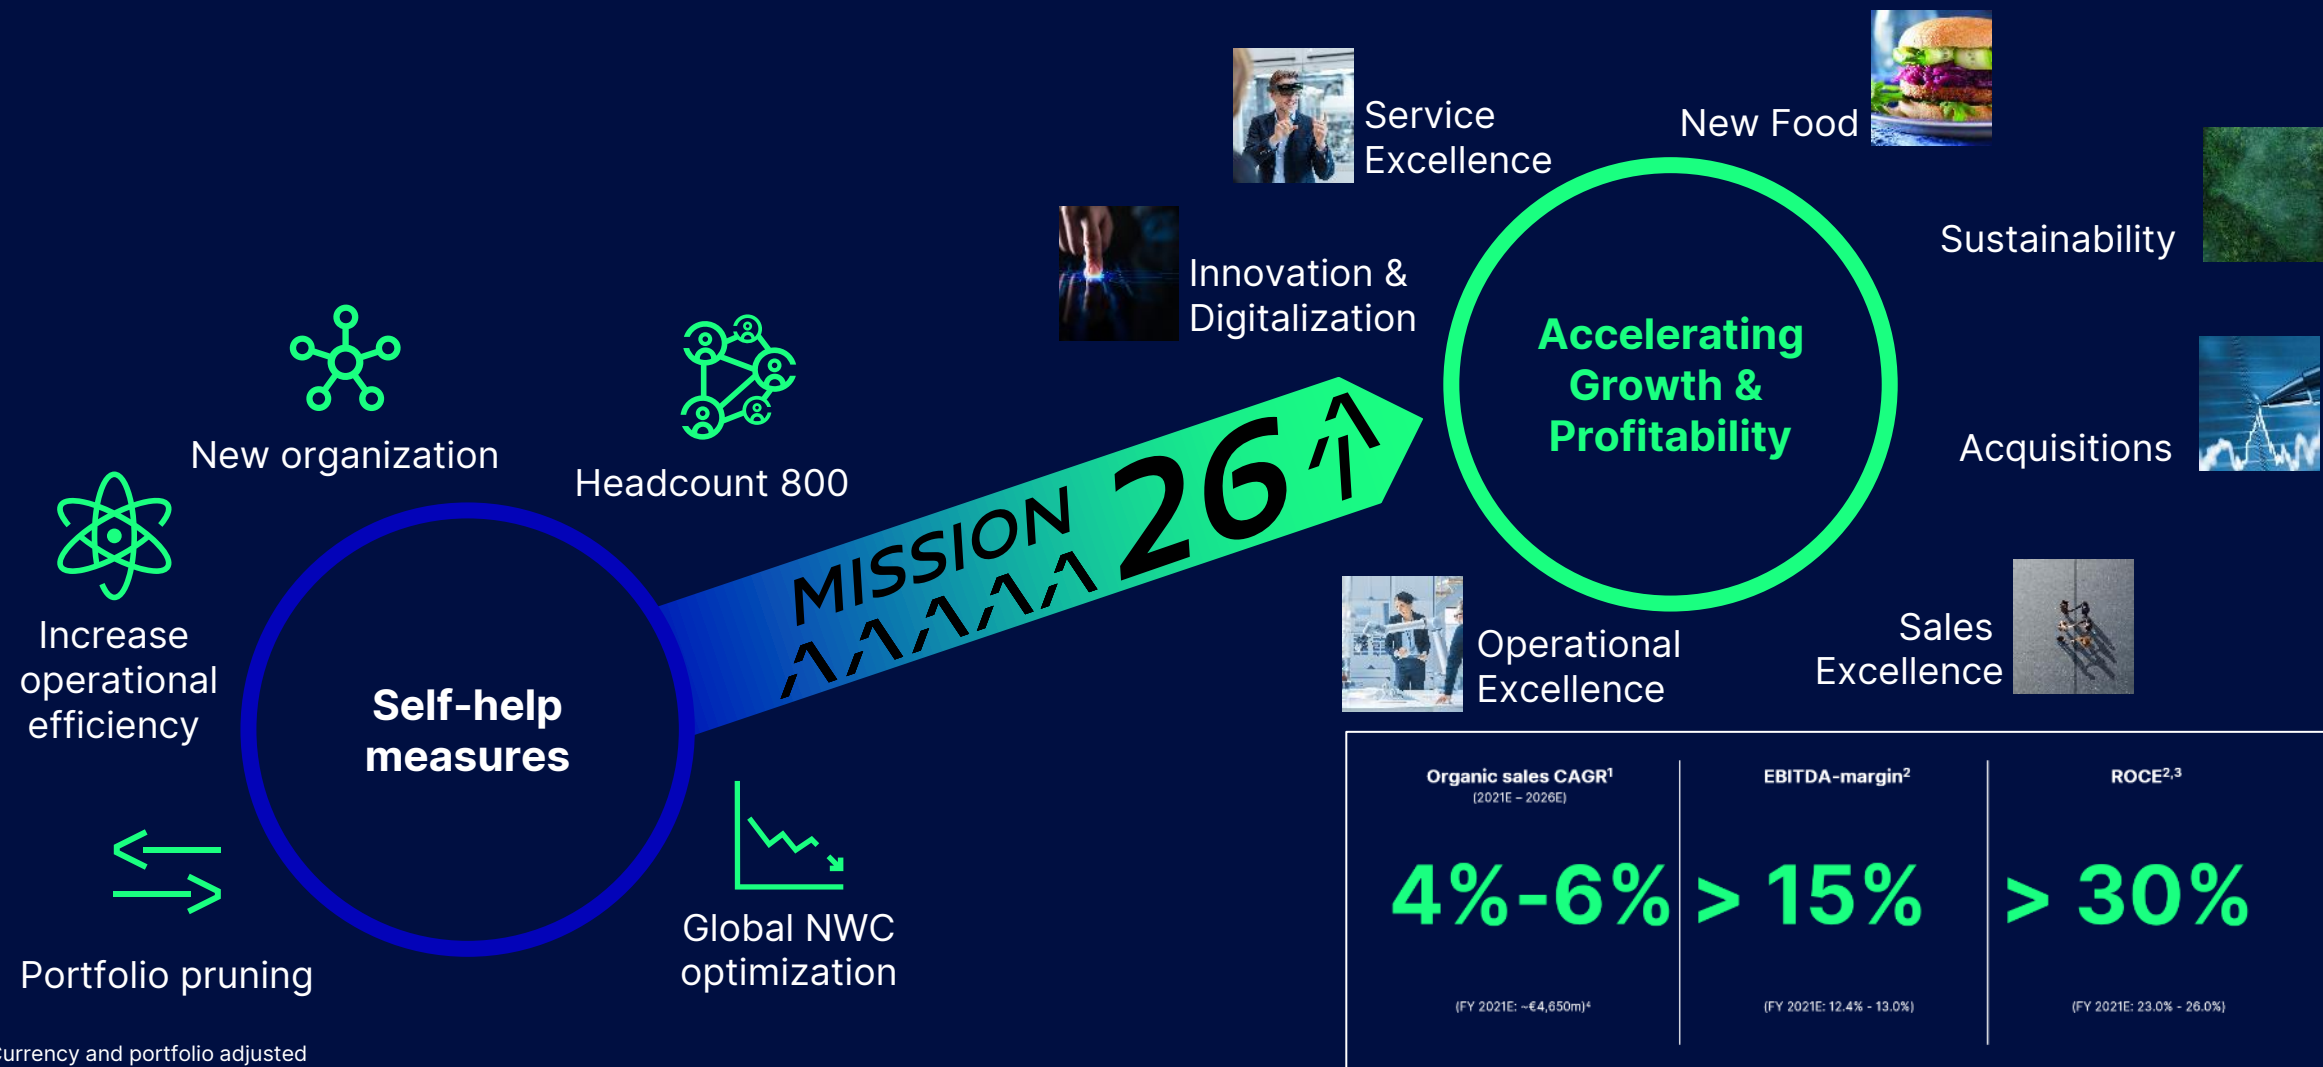 Service
Excellence
New Food
Sustainability
Innovation &
Digitalization
Accelerating
Growth &
Profitability
Acquisitions
New organization
Headcount 800
MISSION 26
Increase
operational
efficiency
Self-help
measures
Operational
Excellence
Sales
Excellence
Global NWC
optimization
Portfolio pruning
Organic sales CAGR¹
(2021E – 2026E)
4%-6%
(FY 2021E: ~€4,650m)⁴
EBITDA-margin²
> 15%
(FY 2021E: 12.4% - 13.0%)
ROCE²,³
> 30%
(FY 2021E: 23.0% - 26.0%)
Currency and portfolio adjusted